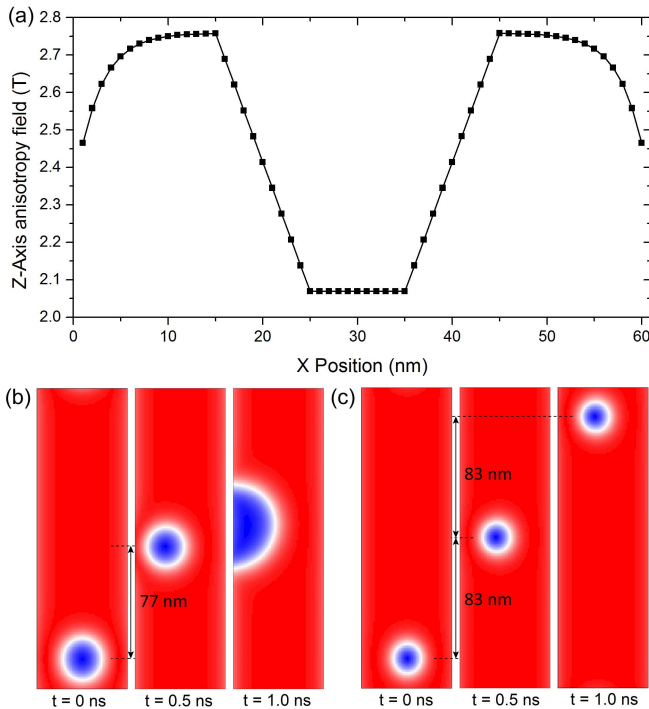 (a)
Z-Axis anisotropy field (T)
2.8
2.7
2.6
2.5
2.4
2.3
2.2
2.1
2.0
0 10 20 30 40 50 60
X Position (nm)
(b)
77 nm
t = 0 ns t = 0.5 ns t = 1.0 ns
(c)
83 nm
83 nm
t = 0 ns t = 0.5 ns t = 1.0 ns